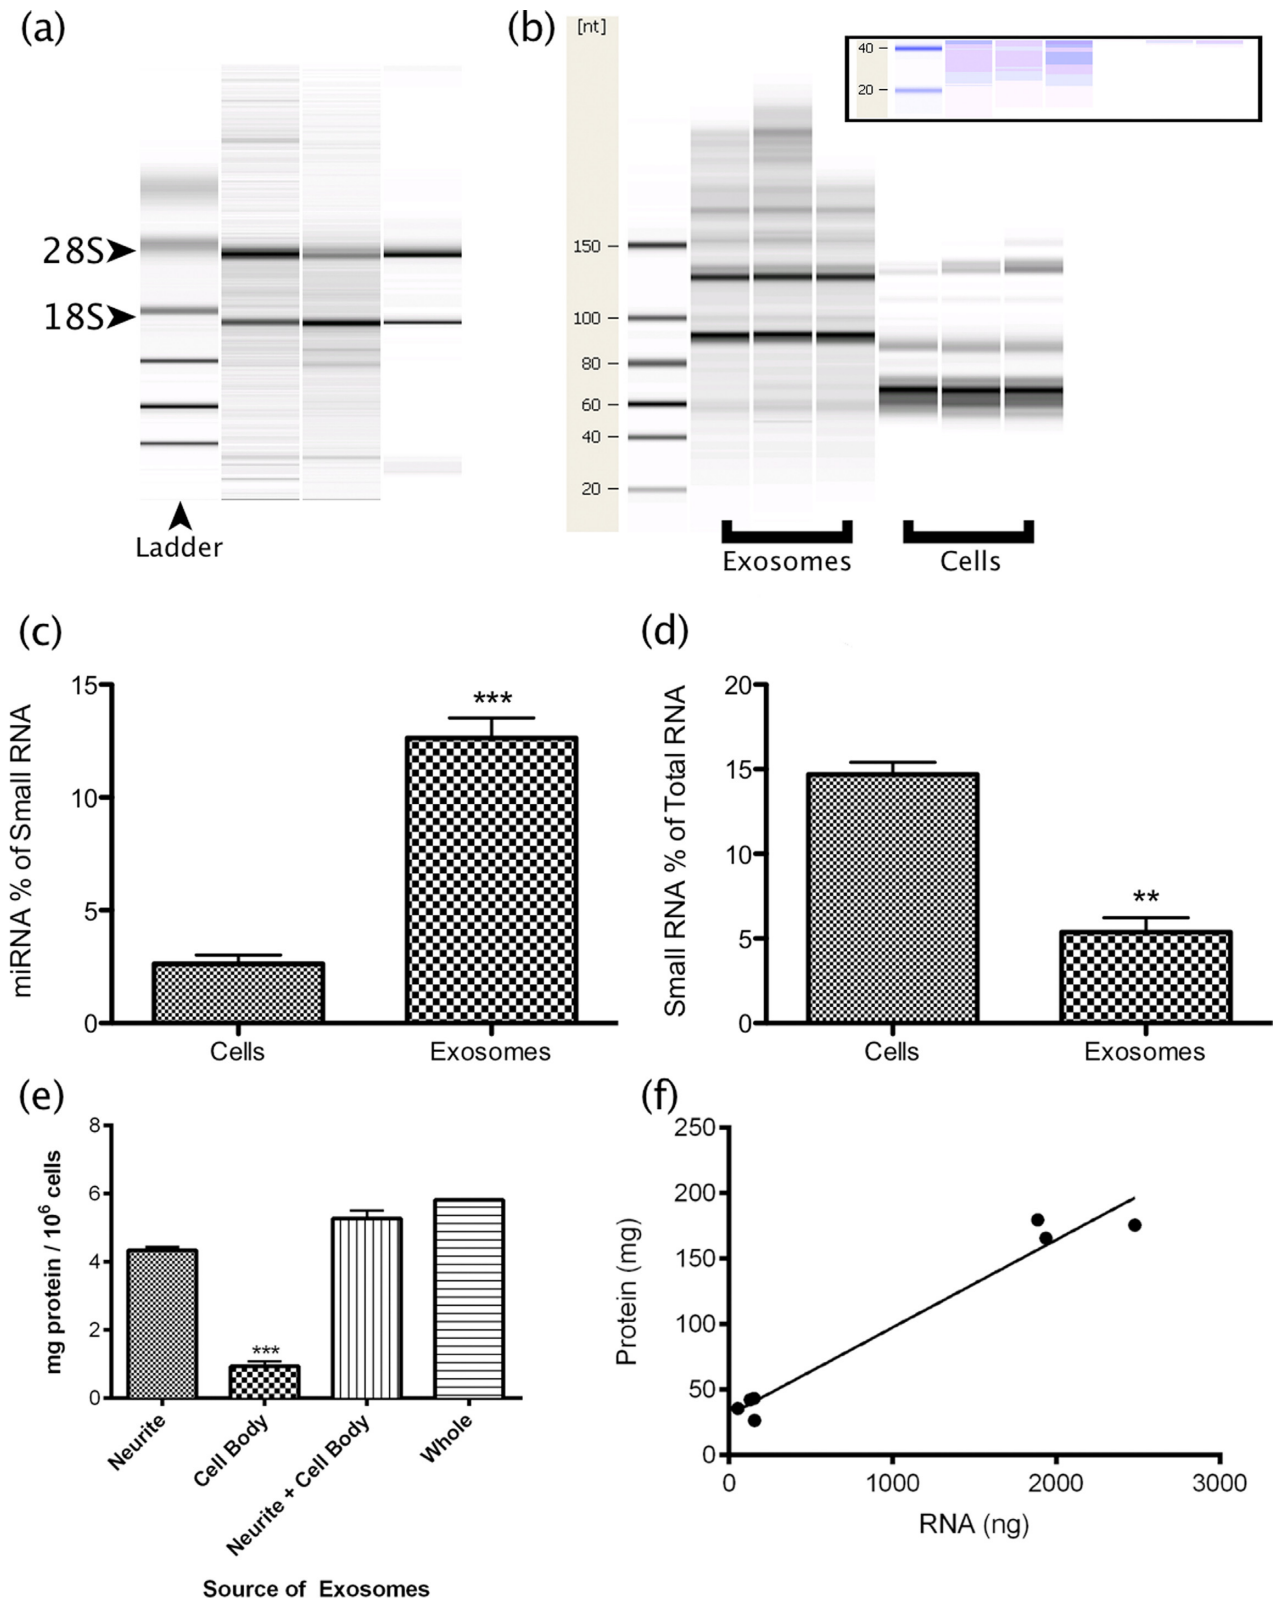 (a)
28S
18S
Ladder
(b)
[nt]
150
100
80
60
40
20
40
20
Exosomes
Cells
(c)
miRNA % of Small RNA
15
10
5
0
***
Cells
Exosomes
(d)
Small RNA % of Total RNA
20
15
10
5
0
**
Cells
Exosomes
(e)
mg protein / 10⁶ cells
8
6
4
2
0
***
Neurite
Cell Body
Neurite + Cell Body
Whole
Source of Exosomes
(f)
Protein (mg)
250
200
150
100
50
0
0
1000
2000
3000
RNA (ng)